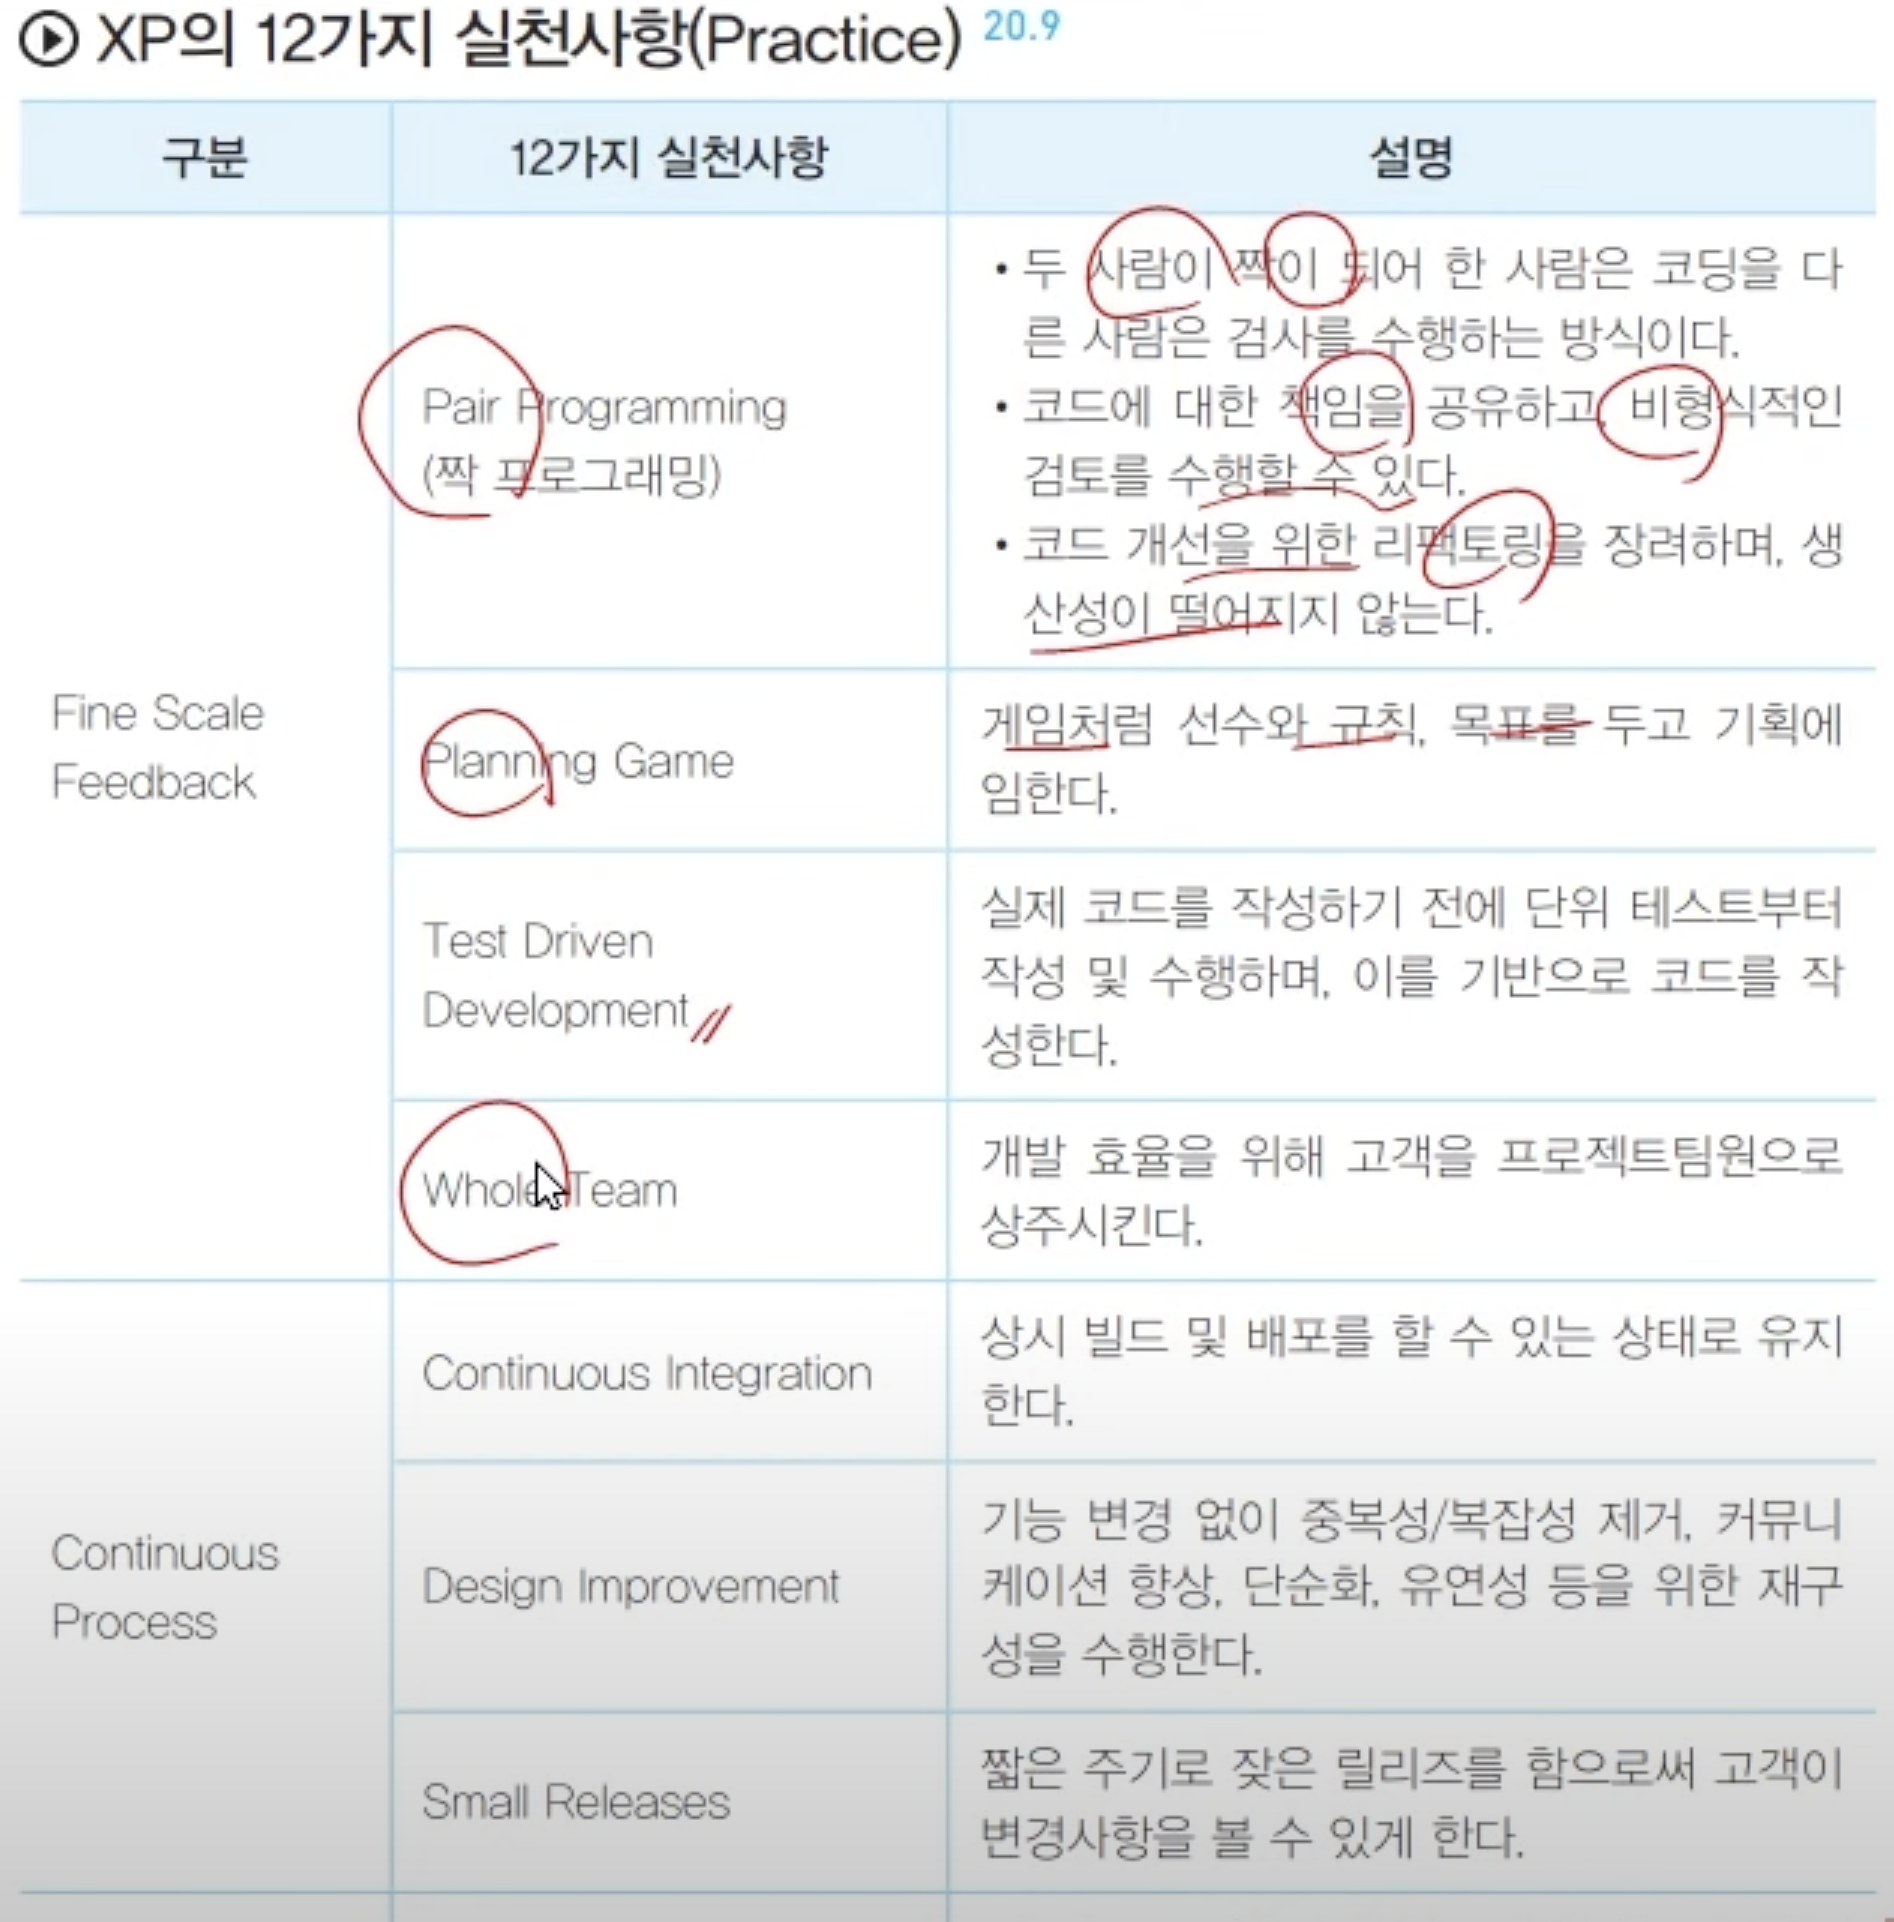 XP의 12가지 실천사항(Practice) 20.9
구분 12가지 실천사항 설명
Fine Scale
Feedback
Pair Programming
(짝 프로그래밍)
• 두 사람이 짝이 되어 한 사람은 코딩을 다
른 사람은 검사를 수행하는 방식이다.
• 코드에 대한 책임을 공유하고, 비형식적인
검토를 수행할 수 있다.
• 코드 개선을 위한 리팩토링을 장려하며, 생
산성이 떨어지지 않는다.
Planning Game
게임처럼 선수와 규칙, 목표를 두고 기획에
임한다.
Test Driven
Development
실제 코드를 작성하기 전에 단위 테스트부터
작성 및 수행하며, 이를 기반으로 코드를 작
성한다.
Whole Team
개발 효율을 위해 고객을 프로젝트팀원으로
상주시킨다.
Continuous
Process
Continuous Integration
상시 빌드 및 배포를 할 수 있는 상태로 유지
한다.
Design Improvement
기능 변경 없이 중복성/복잡성 제거, 커뮤니
케이션 향상, 단순화, 유연성 등을 위한 재구
성을 수행한다.
Small Releases
짧은 주기로 잦은 릴리즈를 함으로써 고객이
변경사항을 볼 수 있게 한다.